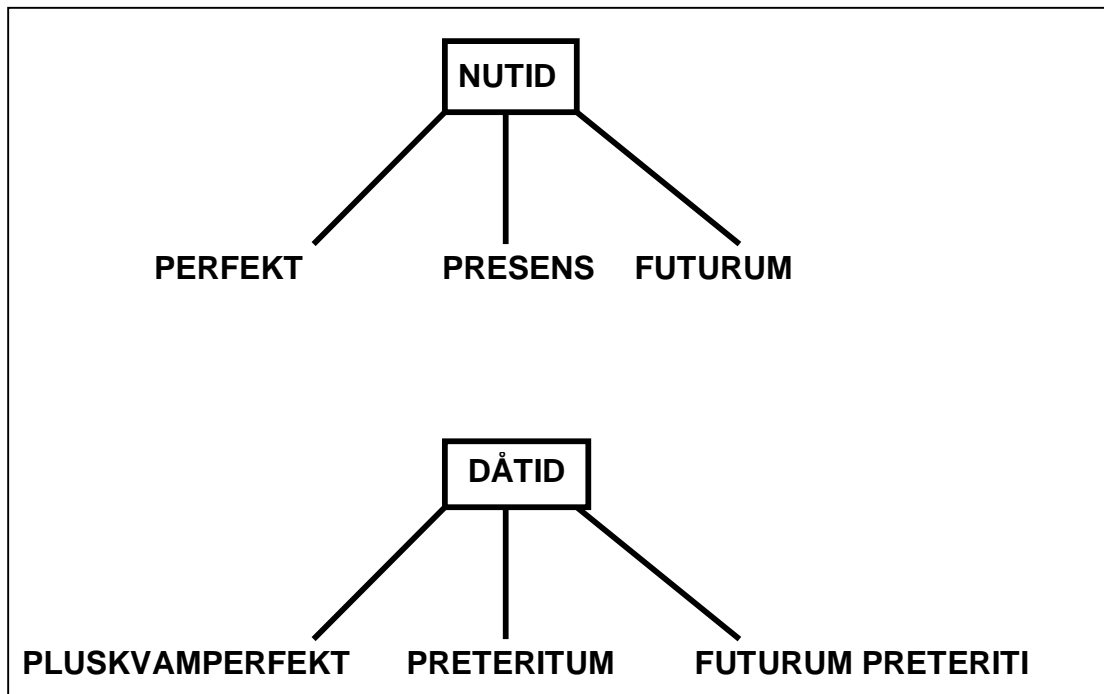 NUTID
PERFEKT PRESENS FUTURUM
DÅTID
PLUSKVAMPERFEKT PRETERITUM FUTURUM PRETERITI